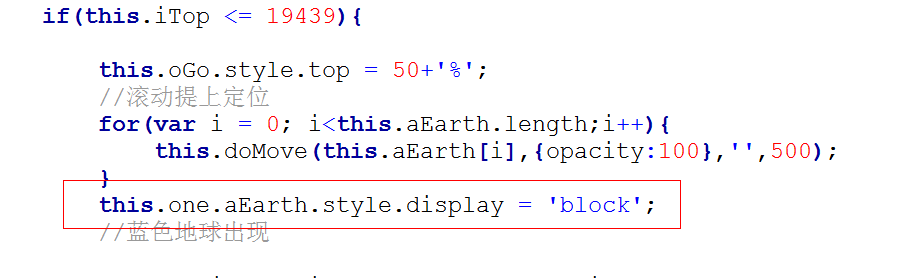 if(this.iTop <= 19439){
this.oGo.style.top = 50+'%';
//滚动提上定位
for(var i = 0; i<this.aEarth.length;i++){
this.doMove(this.aEarth[i],{opacity:100},'',500);
}
this.one.aEarth.style.display = 'block';
//蓝色地球出现